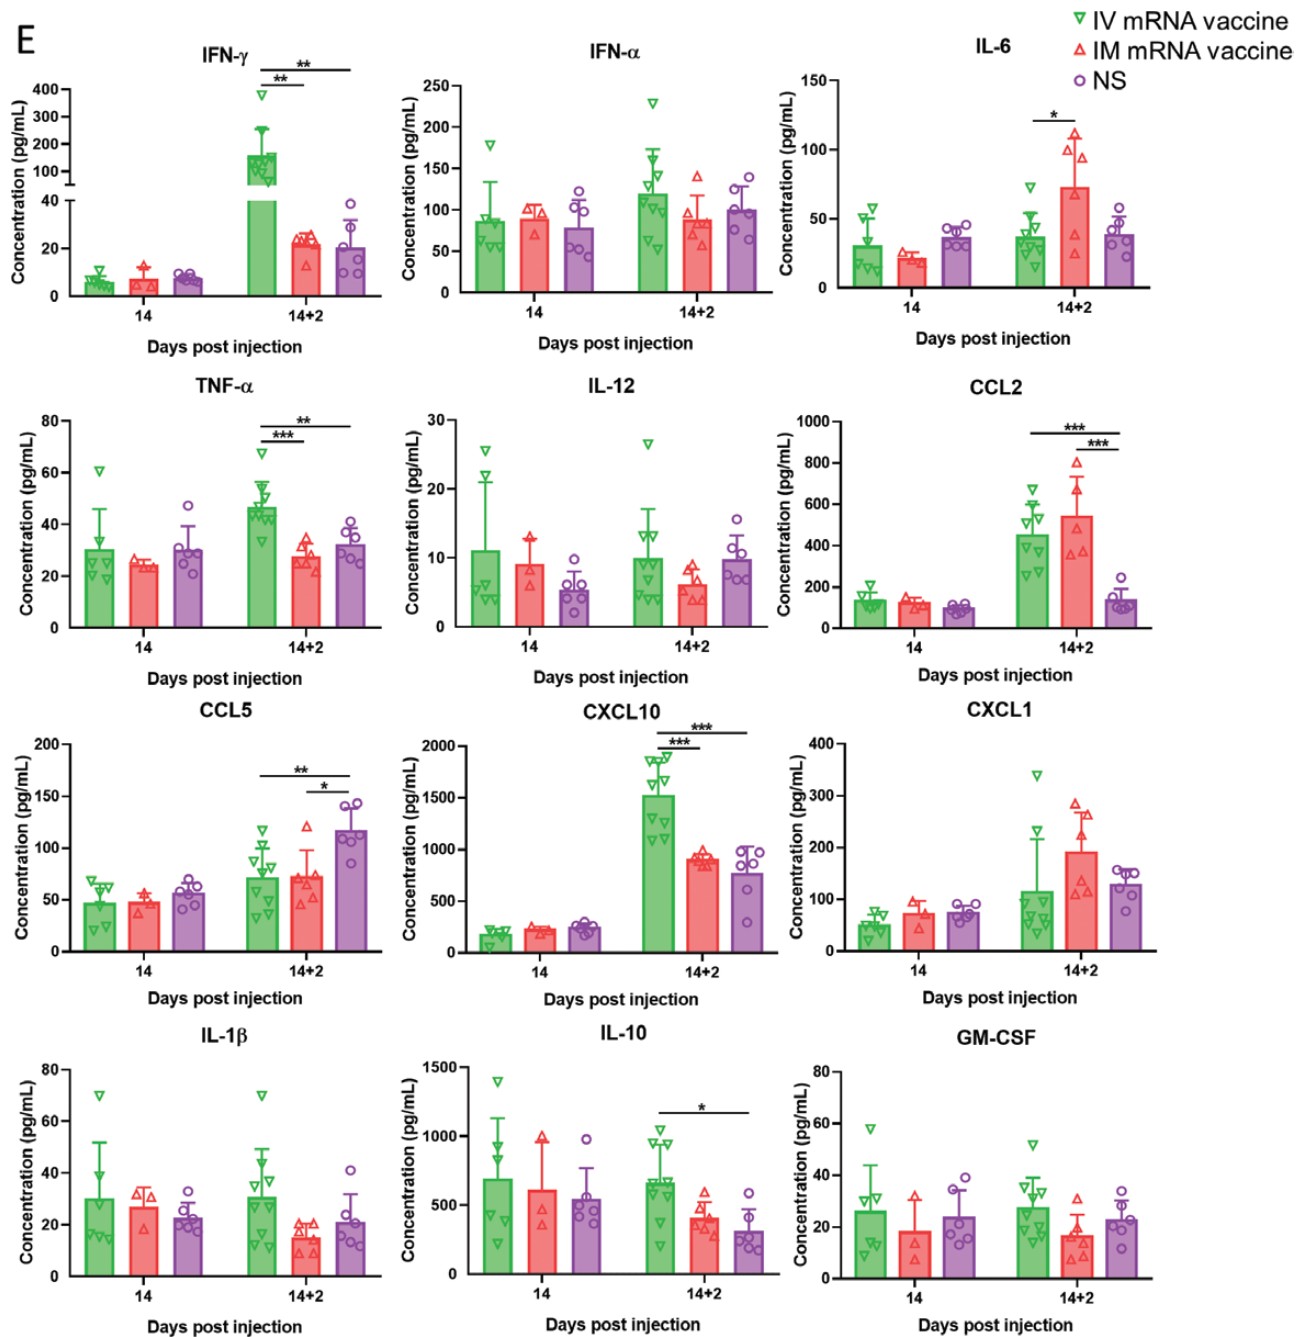 E
IV mRNA vaccine
IM mRNA vaccine
NS
IFN-γ
** 
**
Concentration (pg/mL)
400
300
200
100
40
20
0
14
14+2
Days post injection
IFN-α
Concentration (pg/mL)
250
200
150
100
50
0
14
14+2
Days post injection
IL-6
*
Concentration (pg/mL)
150
100
50
0
14
14+2
Days post injection
TNF-α
**
***
Concentration (pg/mL)
80
60
40
20
0
14
14+2
Days post injection
IL-12
Concentration (pg/mL)
30
20
10
0
14
14+2
Days post injection
CCL2
***
***
Concentration (pg/mL)
1000
800
600
400
200
0
14
14+2
Days post injection
CCL5
**
*
Concentration (pg/mL)
200
150
100
50
0
14
14+2
Days post injection
CXCL10
***
***
Concentration (pg/mL)
2000
1500
1000
500
0
14
14+2
Days post injection
CXCL1
Concentration (pg/mL)
400
300
200
100
0
14
14+2
Days post injection
IL-1β
Concentration (pg/mL)
80
60
40
20
0
14
14+2
Days post injection
IL-10
*
Concentration (pg/mL)
1500
1000
500
0
14
14+2
Days post injection
GM-CSF
Concentration (pg/mL)
80
60
40
20
0
14
14+2
Days post injection